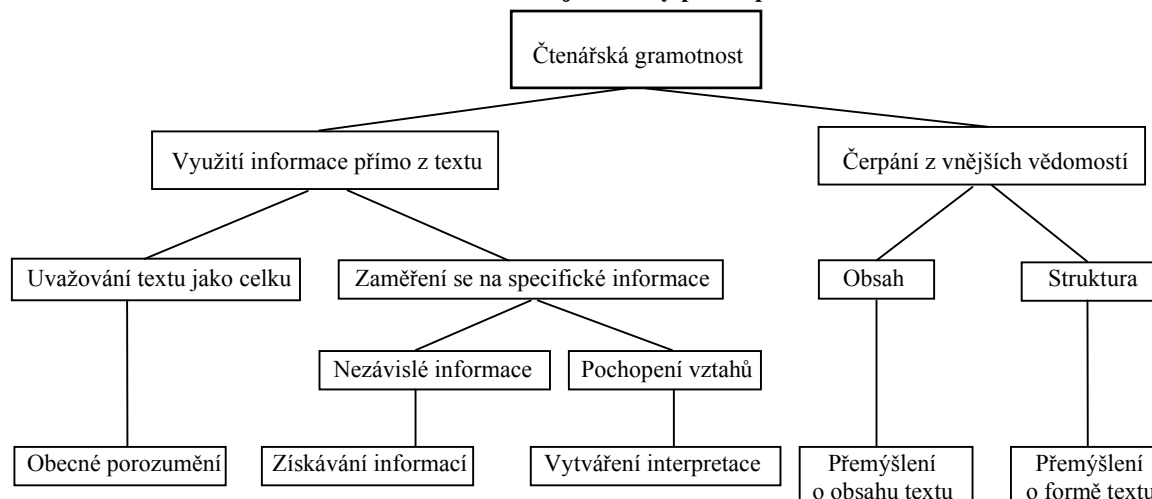 Čtenářská gramotnost
Využití informace přímo z textu
Čerpání z vnějších vědomostí
Uvažování textu jako celku
Zaměření se na specifické informace
Obsah
Struktura
Nezávislé informace
Pochopení vztahů
Obecné porozumění
Získávání informací
Vytváření interpretace
Přemýšlení
o obsahu textu
Přemýšlení
o formě textu